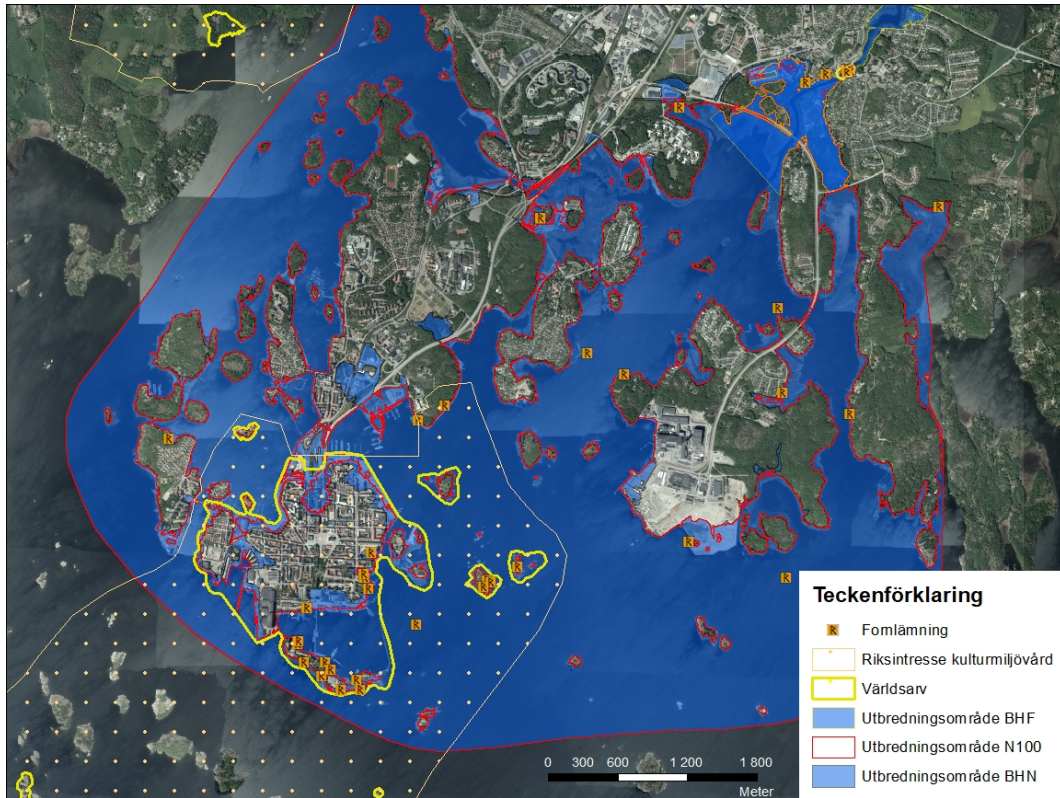 Teckenförklaring
Fornlämning
Riksintresse kulturmiljövård
Världsarv
Utbredningsområde BHF
Utbredningsområde N100
Utbredningsområde BHN
0 300 600 1 200 1 800
Meter